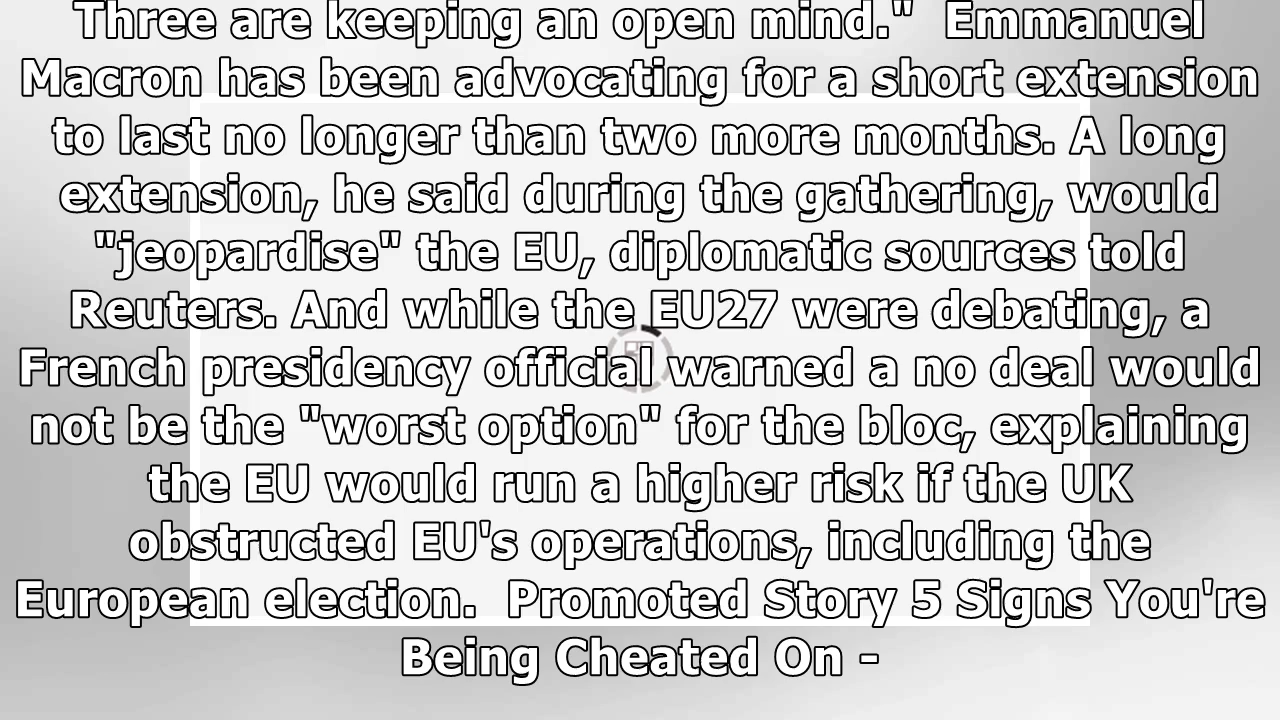 Three are keeping an open mind."  Emmanuel
Macron has been advocating for a short extension
to last no longer than two more months. A long
extension, he said during the gathering, would
"jeopardise" the EU, diplomatic sources told
Reuters. And while the EU27 were debating, a
French presidency official warned a no deal would
not be the "worst option" for the bloc, explaining
the EU would run a higher risk if the UK
obstructed EU's operations, including the
European election.  Promoted Story 5 Signs You're
Being Cheated On -